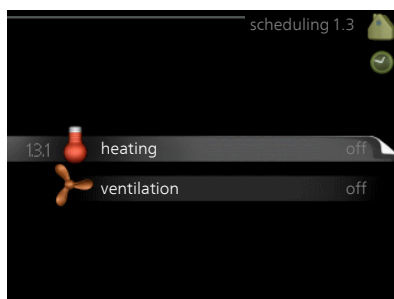 scheduling 1.3
1.3.1 heating off
ventilation off